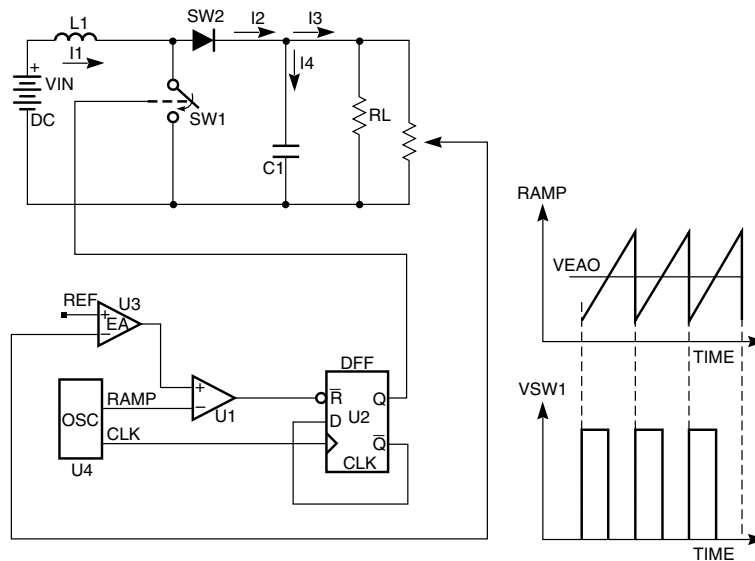 SW2
L1
I2
I3
I1
I4
+
VIN
DC
SW1
RL
C1
RAMP
VEAO
TIME
REF
U3
+
EA
−
DFF
OSC
RAMP
+
−
U1
R̅
Q
D
U2
CLK
Q̅
CLK
U4
VSW1
TIME